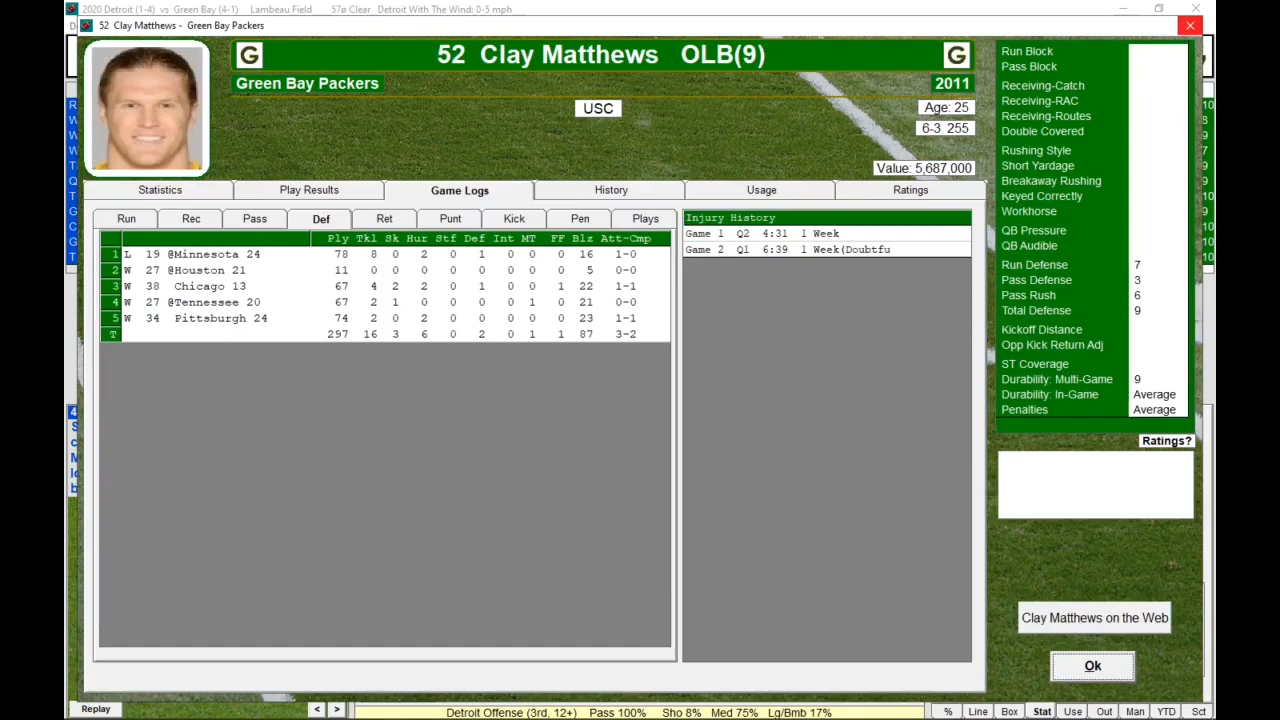 2020 Detroit (1-4) vs Green Bay (4-1) Lambeau Field 57ø Clear_ Detroit With The Wind: 0-5 mph
52 Clay Matthews - Green Bay Packers
G 52 Clay Matthews OLB(9) G
Green Bay Packers 2011
USC
Age: 25
6-3 255
Value: 5,687,000
Statistics Play Results Game Logs History Usage Ratings
Run Rec Pass Def Ret Punt Kick Pen Plays
Ply Tkl Sk Hur Stf Def Int MT FF Blz Att-Cmp
1 L 19 @Minnesota 24 78 8 0 2 0 1 0 0 0 16 1-0
2 W 27 @Houston 21 11 0 0 0 0 0 0 0 0 5 0-0
3 W 38 Chicago 13 67 4 2 2 0 1 0 0 1 22 1-1
4 W 27 @Tennessee 20 67 2 1 0 0 0 0 1 0 21 0-0
5 W 34 Pittsburgh 24 74 2 0 2 0 0 0 0 0 23 1-1
T 297 16 3 6 0 2 0 1 1 87 3-2
Injury History
Game 1 Q2 4:31 1 Week
Game 2 Q1 6:39 1 Week(Doubtfu
Run Block
Pass Block
Receiving-Catch
Receiving-RAC
Receiving-Routes
Double Covered
Rushing Style
Short Yardage
Breakaway Rushing
Keyed Correctly
Workhorse
QB Pressure
QB Audible
Run Defense 7
Pass Defense 3
Pass Rush 6
Total Defense 9
Kickoff Distance
Opp Kick Return Adj
ST Coverage
Durability: Multi-Game 9
Durability: In-Game Average
Penalties Average
Ratings?
Clay Matthews on the Web
Ok
Replay < > Detroit Offense (3rd, 12+) Pass 100% Sho 8% Med 75% Lg/Bmb 17% % Line Box Stat Use Out Man YTD Sct